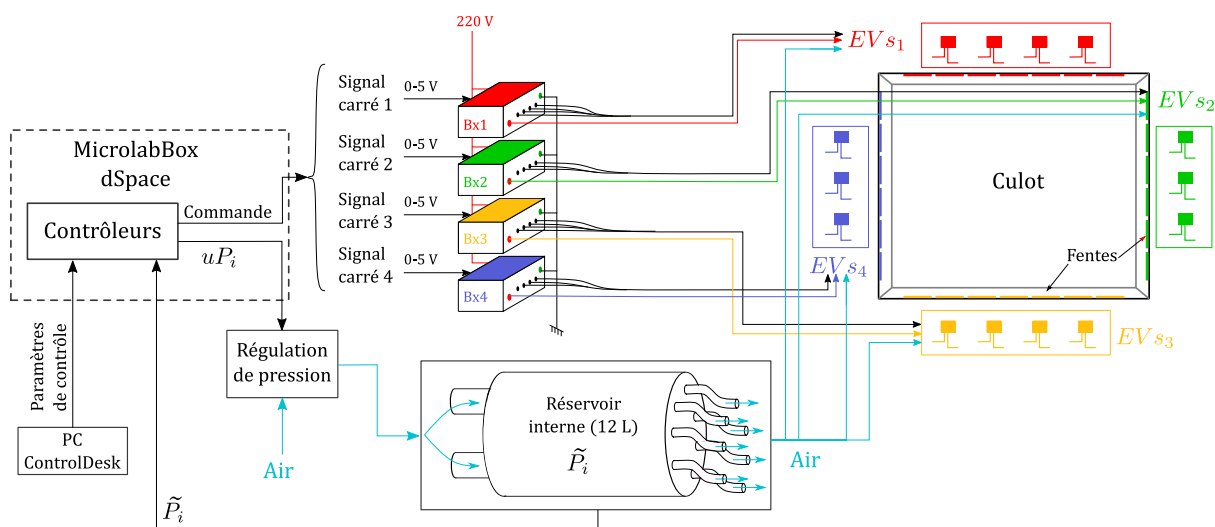 220 V
EVs₁
Signal
carré 1
0-5 V
Bx1
MicrolabBox
dSpace
Signal
carré 2
0-5 V
Bx2
EVs₂
Culot
Commande
Contrôleurs
uPᵢ
Signal
carré 3
0-5 V
Bx3
Signal
carré 4
0-5 V
Bx4
EVs₄
Fentes
EVs₃
Paramètres
de contrôle
Régulation
de pression
PC
ControlDesk
Air
P̃ᵢ
Réservoir
interne (12 L)
P̃ᵢ
Air